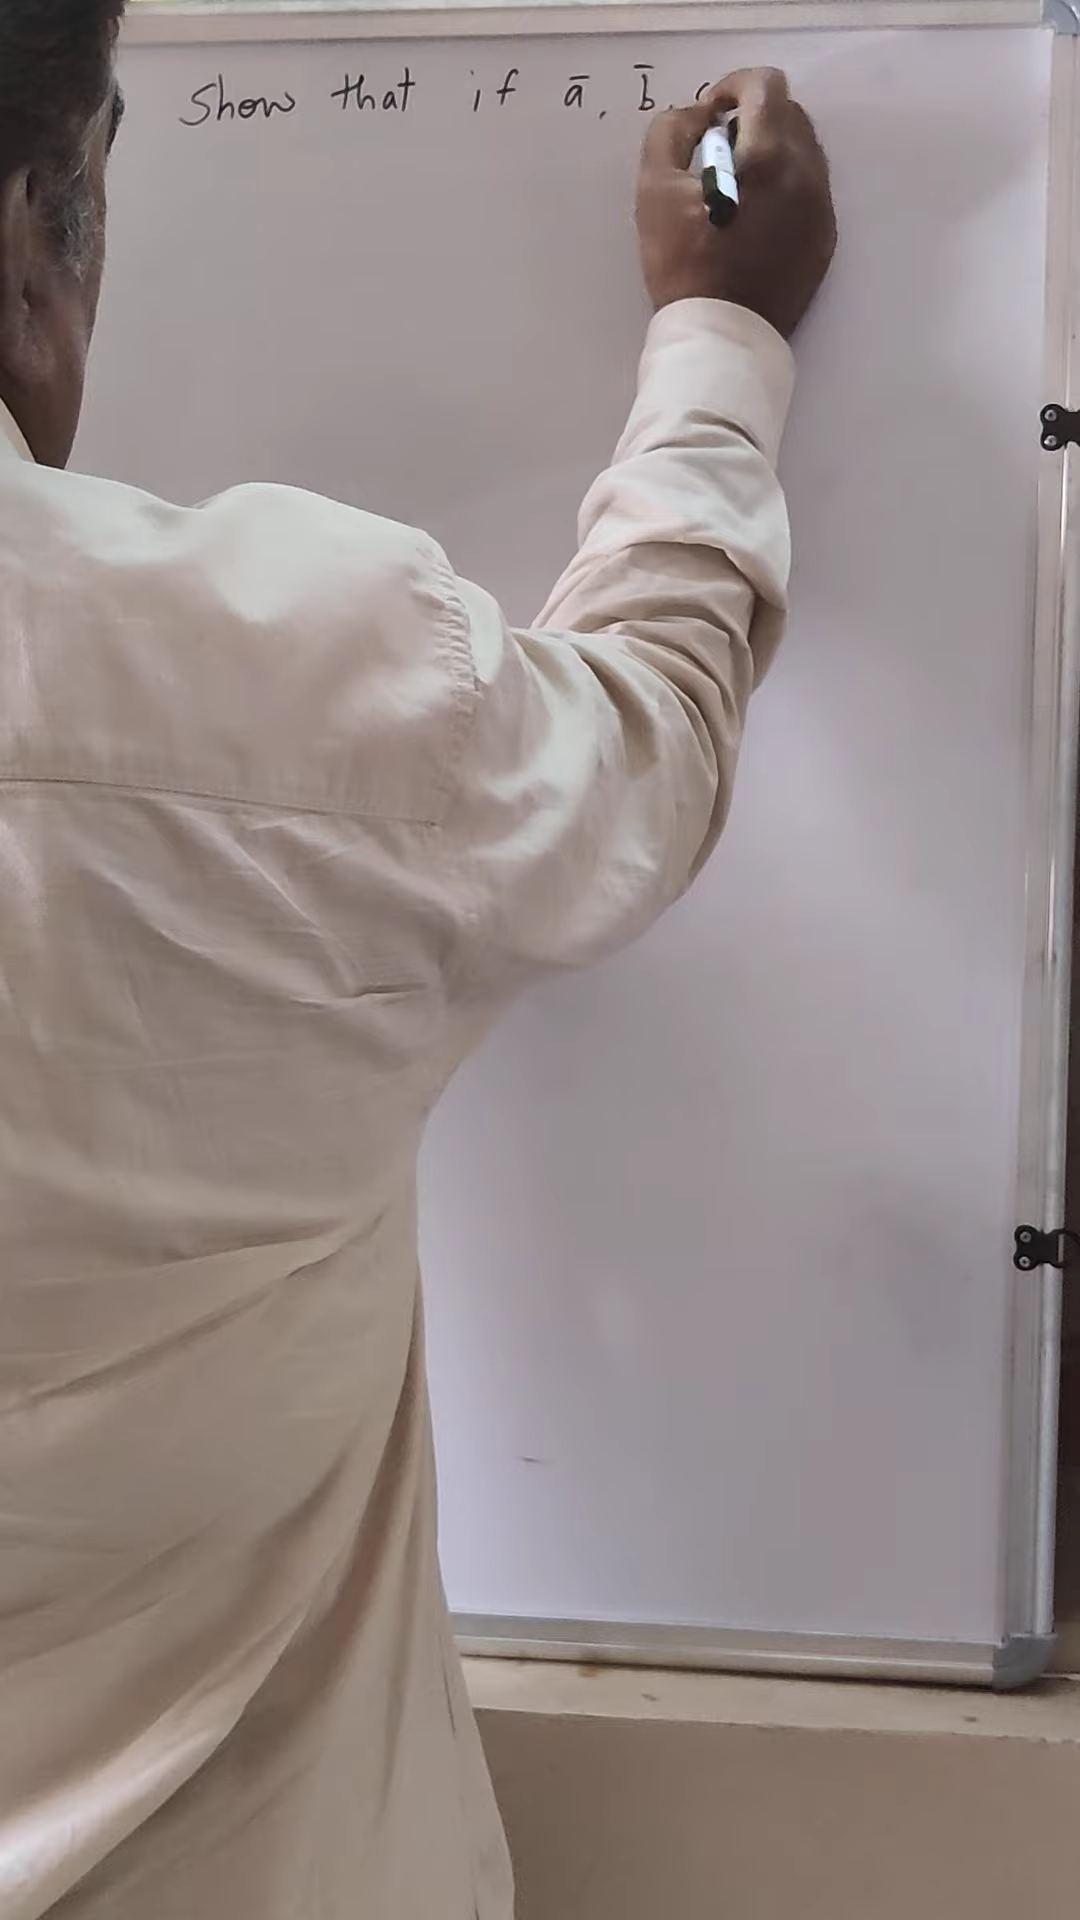 Show that if ā, b̄,